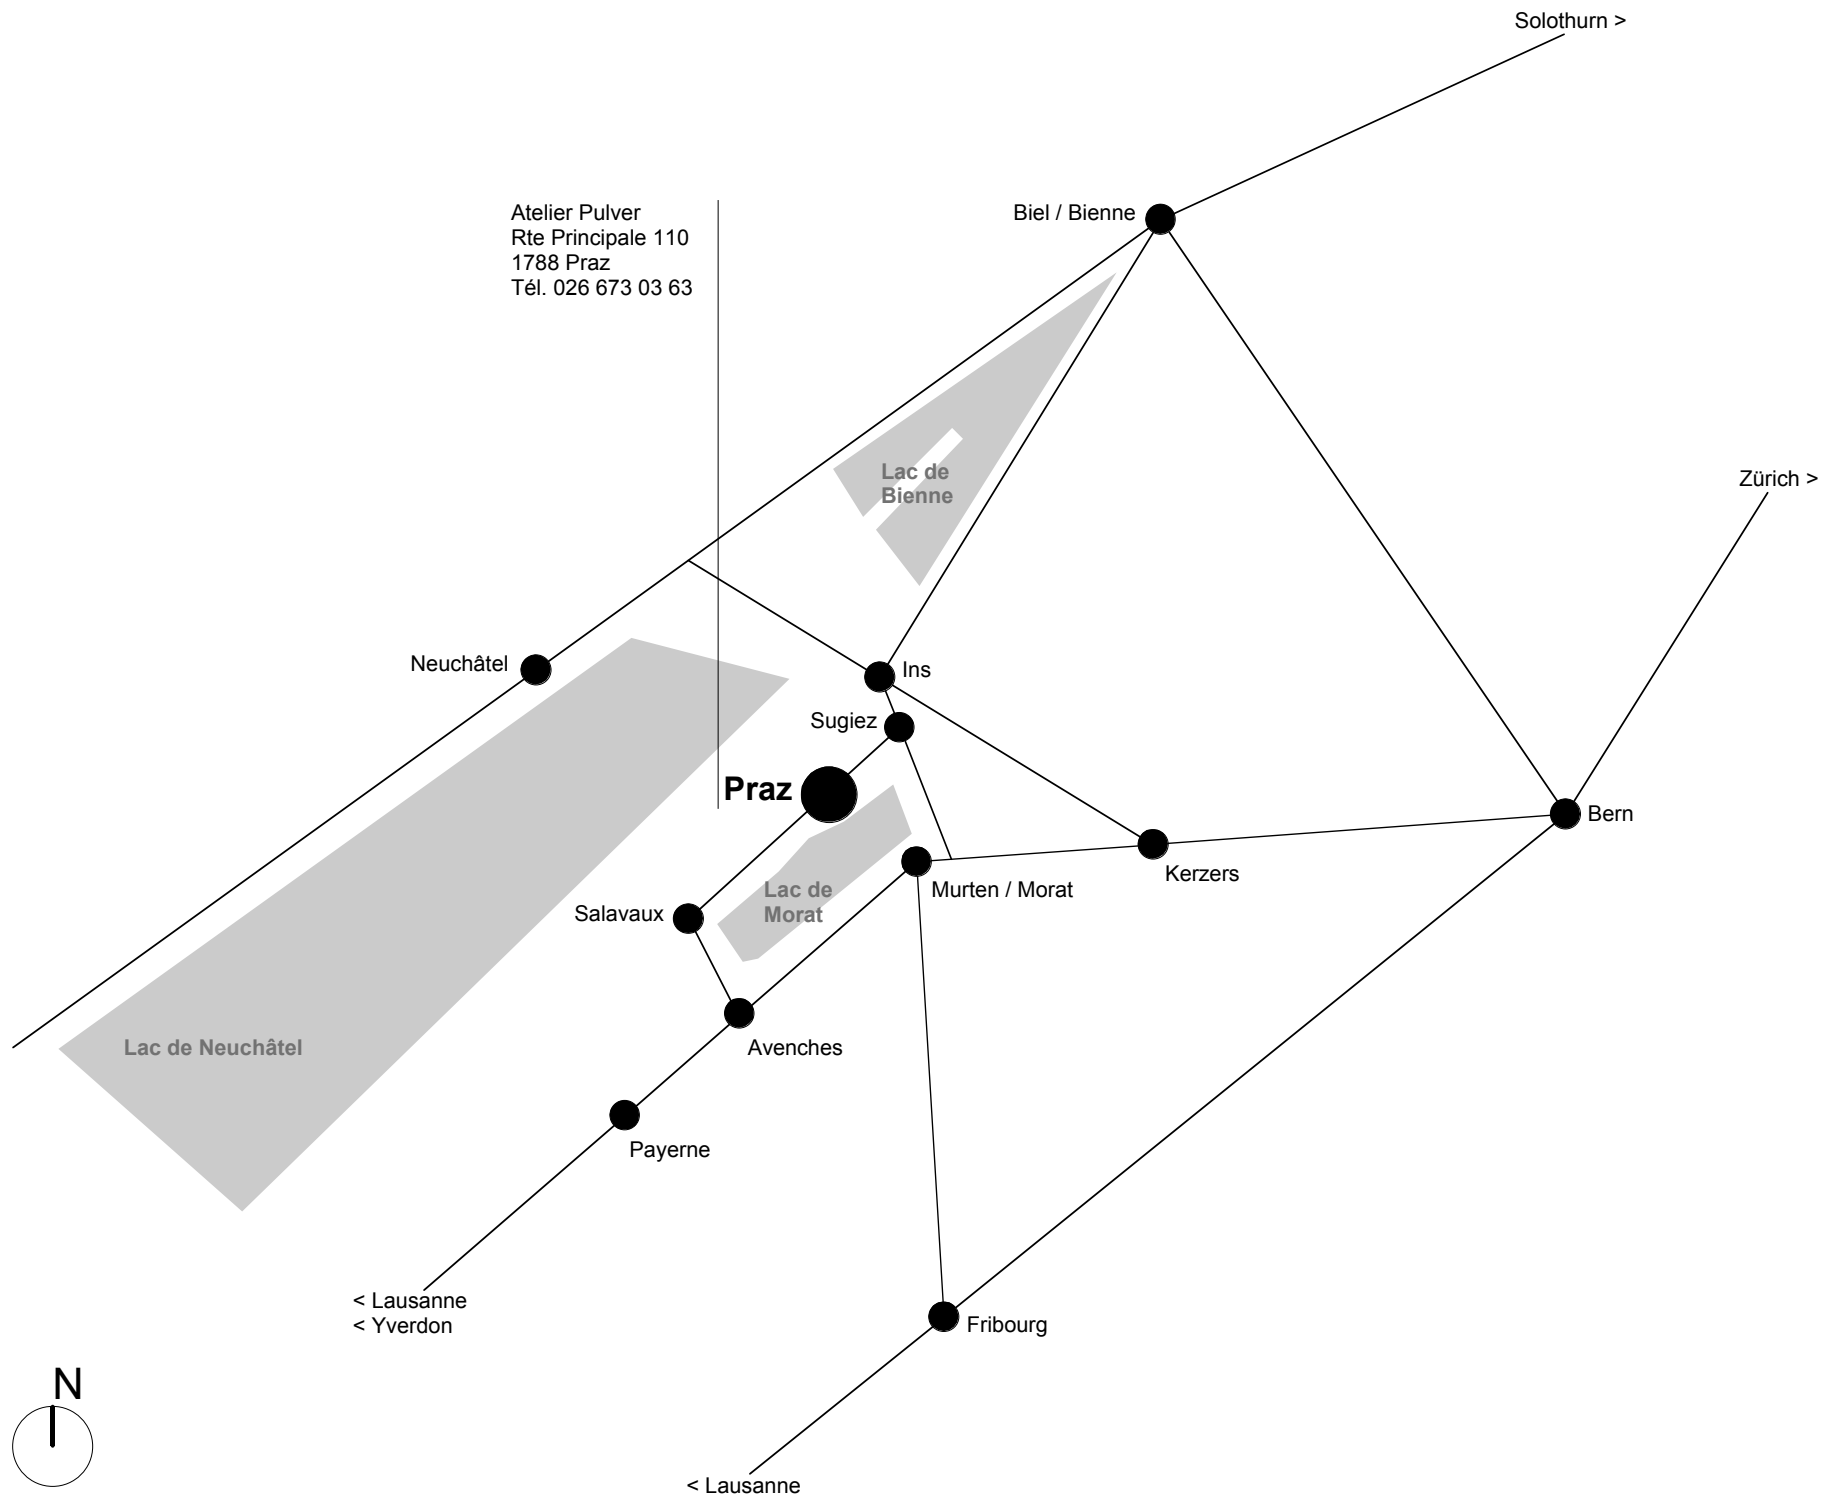 Solothurn >
Atelier Pulver
Rte Principale 110
1788 Praz
Tél. 026 673 03 63
Biel / Bienne
Lac de
Bienne
Zürich >
Neuchâtel
Ins
Sugiez
Praz
Bern
Kerzers
Murten / Morat
Lac de
Morat
Salavaux
Lac de Neuchâtel
Avenches
Payerne
< Lausanne
< Yverdon
Fribourg
N
< Lausanne